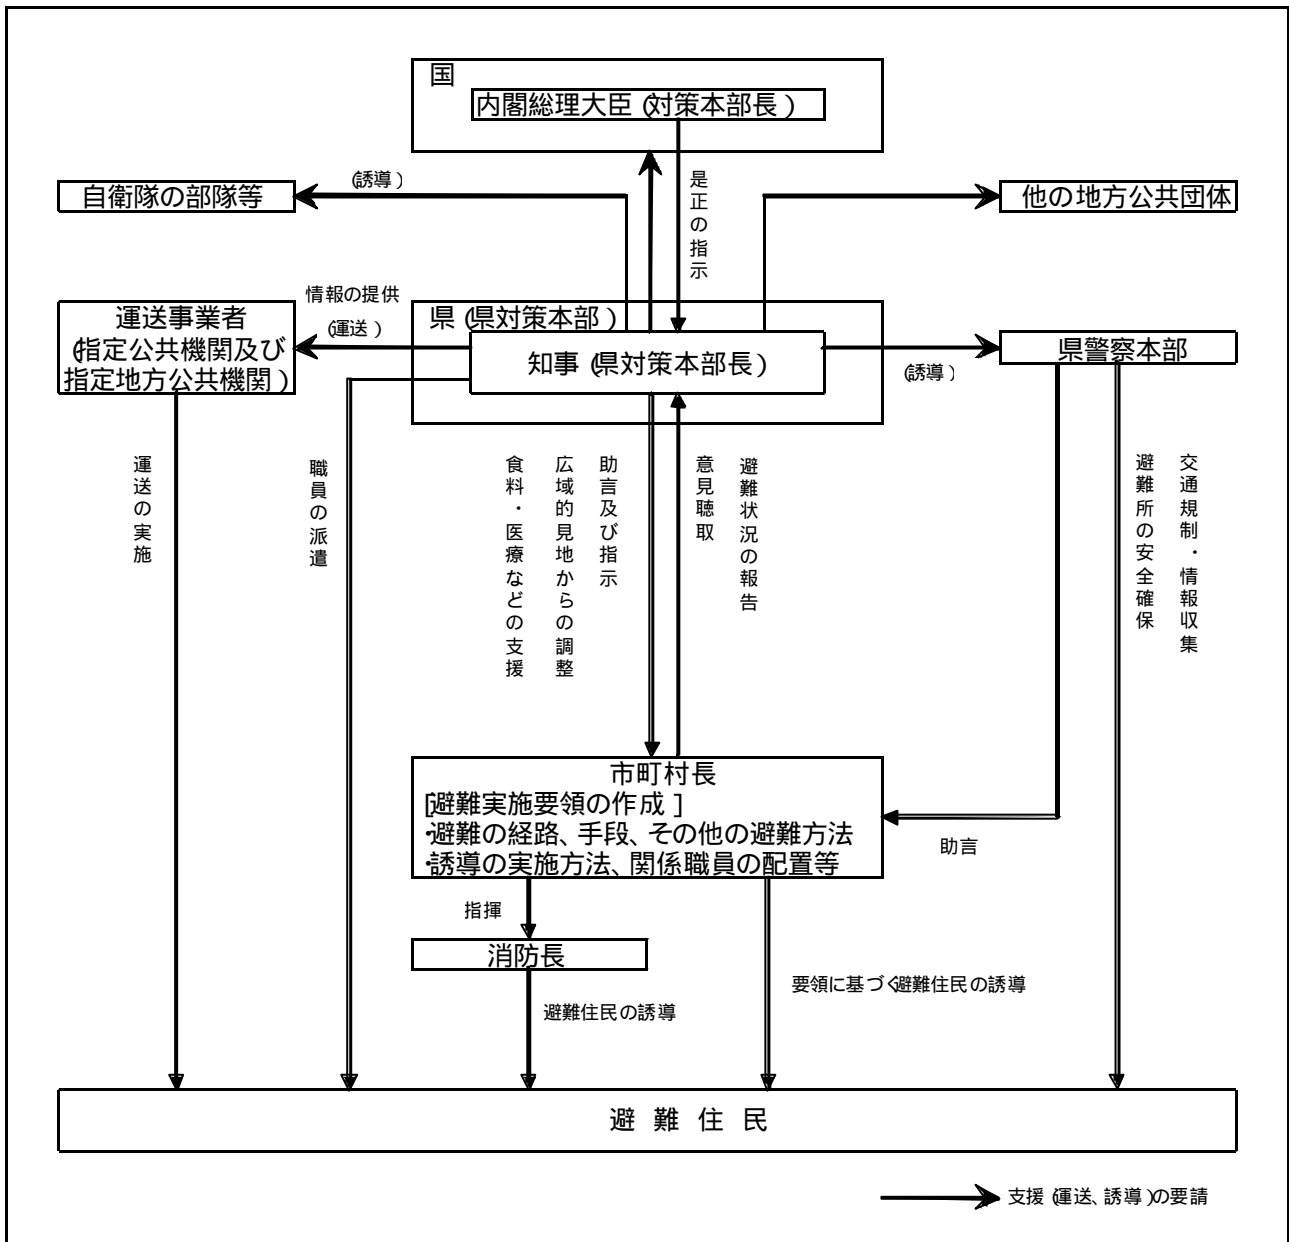 国
内閣総理大臣（対策本部長）
自衛隊の部隊等
（誘導）
是正の指示
他の地方公共団体
運送事業者
（指定公共機関及び
指定地方公共機関）
情報の提供
（運送）
県（県対策本部）
知事（県対策本部長）
（誘導）
県警察本部
運送の実施
職員の派遣
食料・医療などの支援
広域的見地からの調整
助言及び指示
意見聴取
避難状況の報告
避難所の安全確保
交通規制・情報収集
市町村長
［避難実施要領の作成］
・避難の経路、手段、その他の避難方法
・誘導の実施方法、関係職員の配置等
助言
指揮
消防長
避難住民の誘導
要領に基づく避難住民の誘導
避難住民
支援（運送、誘導）の要請